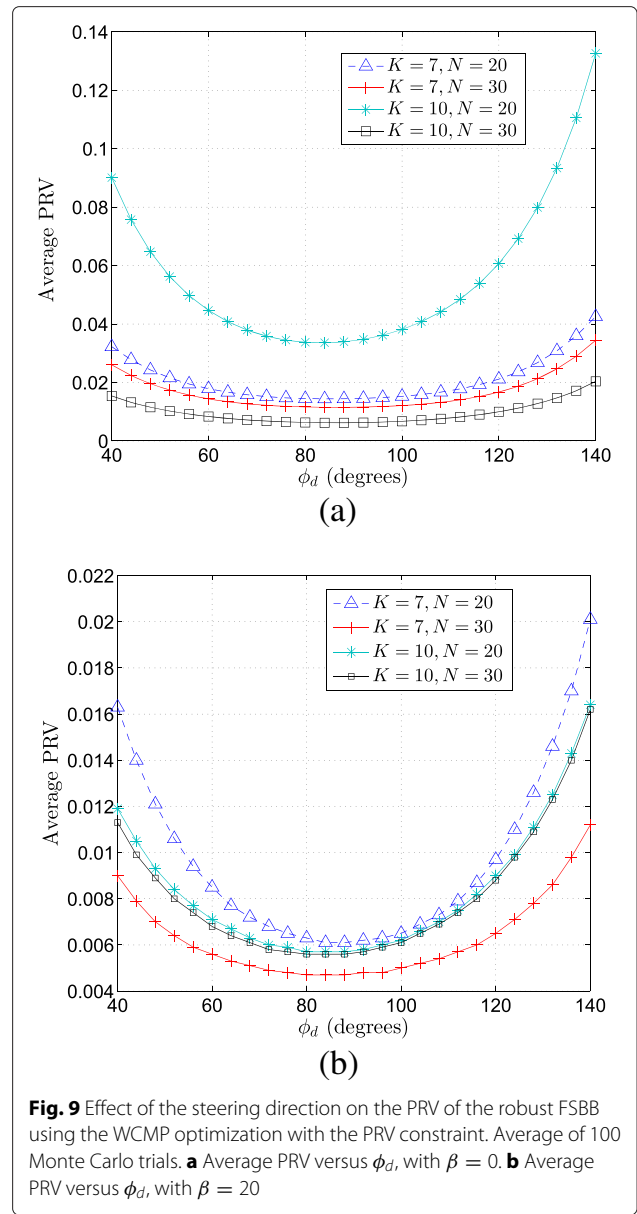 0.14
0.12
0.1
0.08
0.06
0.04
0.02
0
Average PRV
K = 7, N = 20
K = 7, N = 30
K = 10, N = 20
K = 10, N = 30
40 60 80 100 120 140
ϕd (degrees)
(a)
0.022
0.02
0.018
0.016
0.014
0.012
0.01
0.008
0.006
0.004
Average PRV
K = 7, N = 20
K = 7, N = 30
K = 10, N = 20
K = 10, N = 30
40 60 80 100 120 140
ϕd (degrees)
(b)
Fig. 9 Effect of the steering direction on the PRV of the robust FSBB
using the WCMP optimization with the PRV constraint. Average of 100
Monte Carlo trials. a Average PRV versus ϕd, with β = 0. b Average
PRV versus ϕd, with β = 20